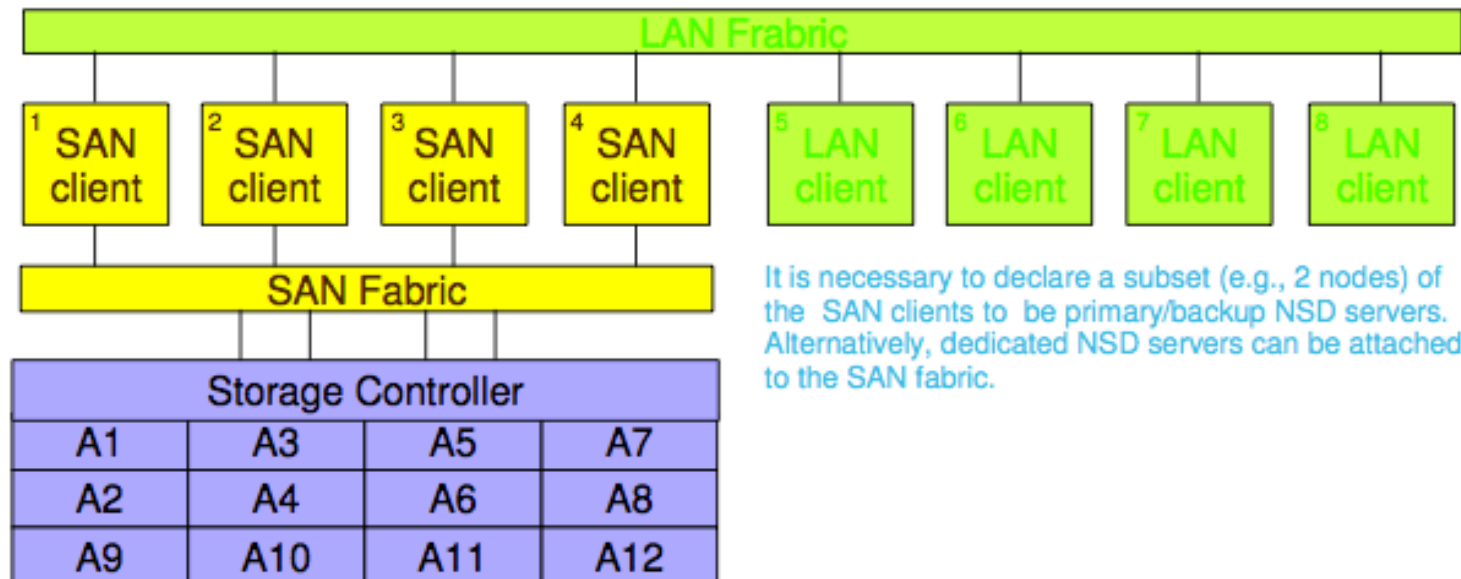 LAN Frabric
1 SAN client
2 SAN client
3 SAN client
4 SAN client
5 LAN client
6 LAN client
7 LAN client
8 LAN client
SAN Fabric
It is necessary to declare a subset (e.g., 2 nodes) of
the SAN clients to be primary/backup NSD servers.
Alternatively, dedicated NSD servers can be attached
to the SAN fabric.
Storage Controller
A1 A3 A5 A7
A2 A4 A6 A8
A9 A10 A11 A12